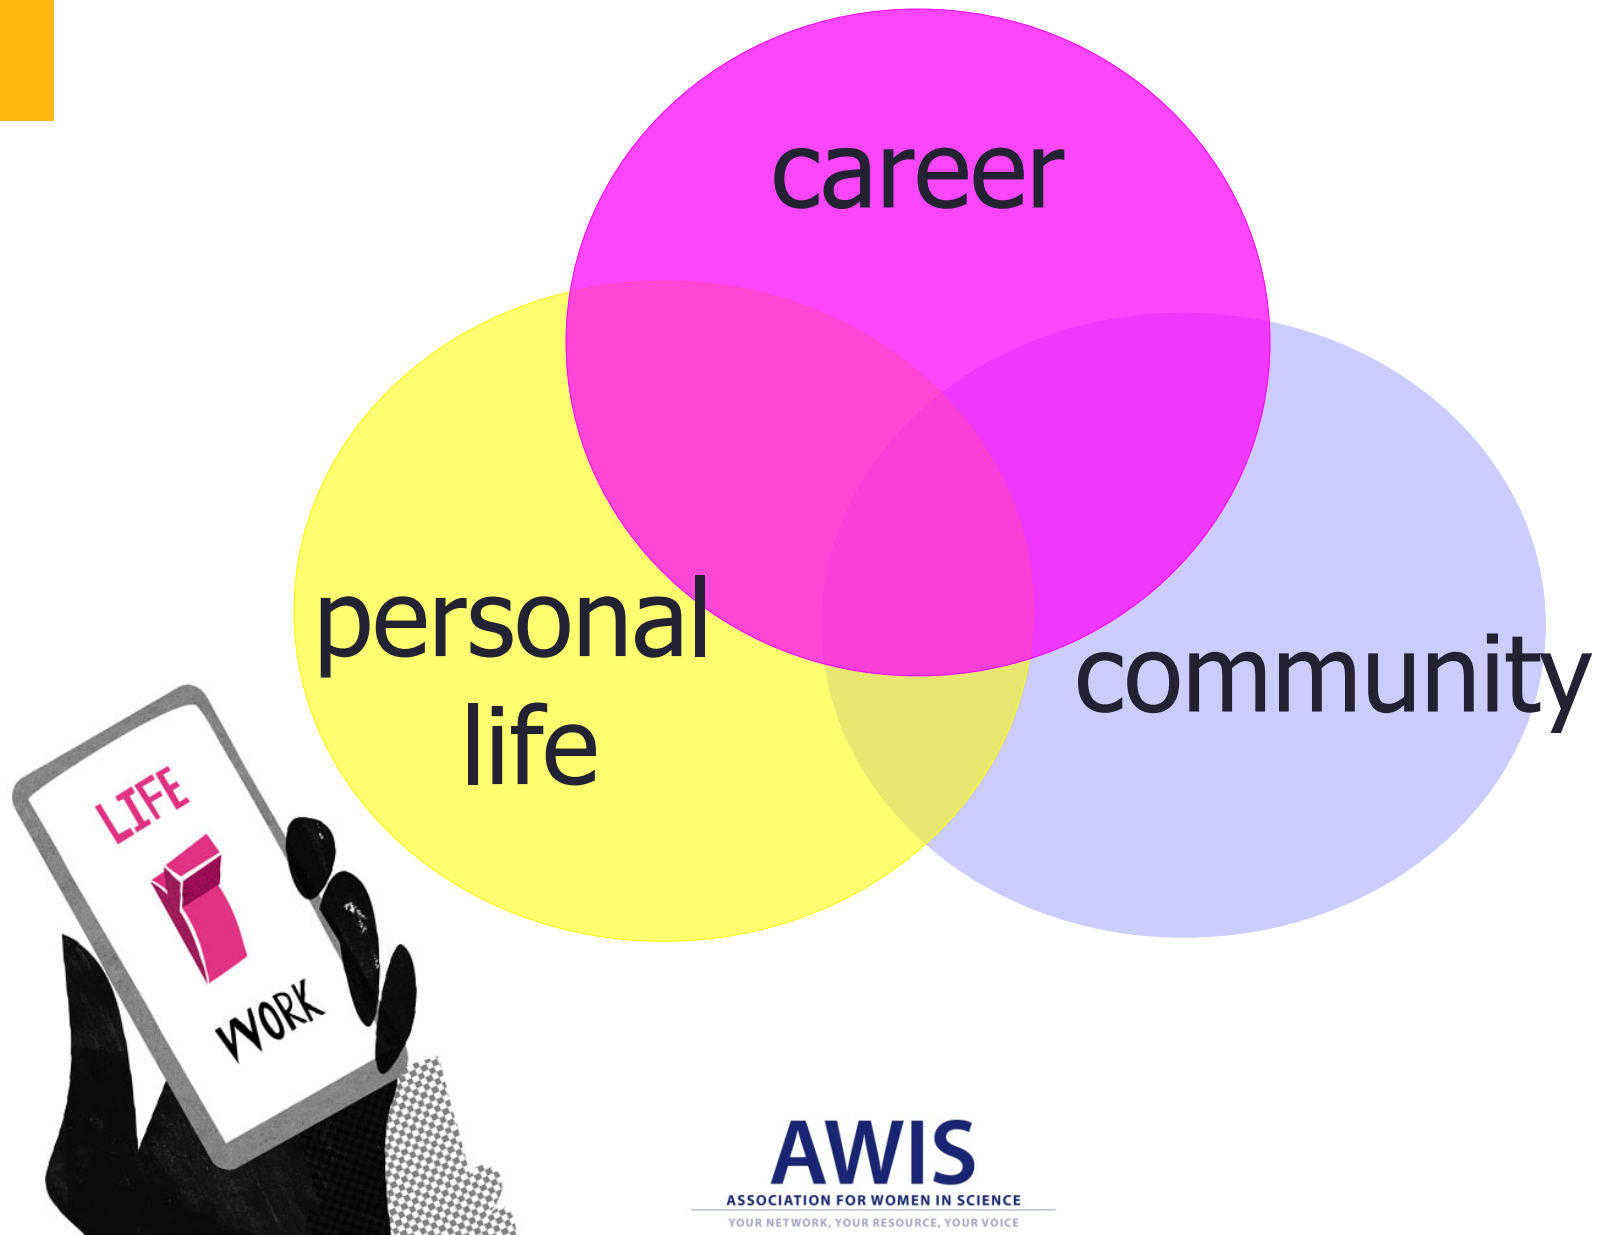 career
personal
life
community
LIFE
WORK
AWIS
ASSOCIATION FOR WOMEN IN SCIENCE
YOUR NETWORK, YOUR RESOURCE, YOUR VOICE